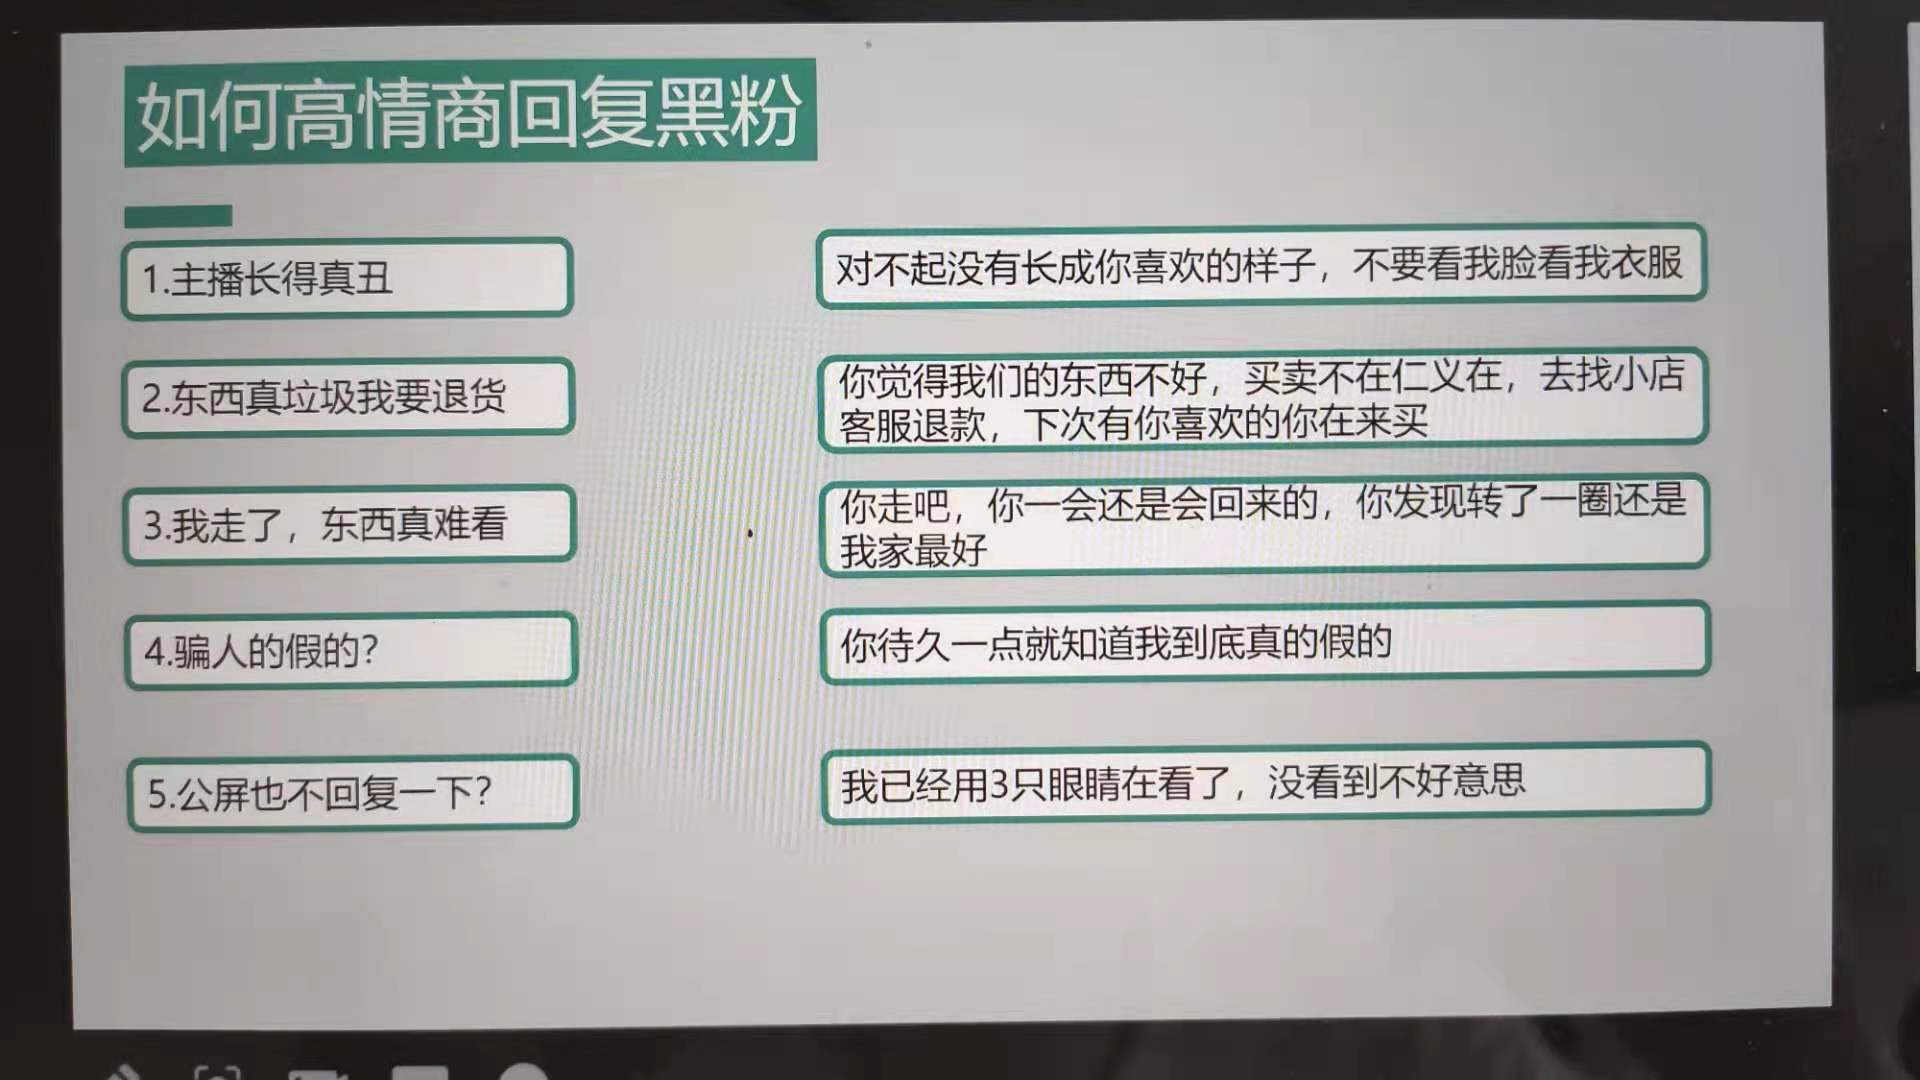 如何高情商回复黑粉
1.主播长得真丑
对不起没有长成你喜欢的样子，不要看我脸看我衣服
2.东西真垃圾我要退货
你觉得我们的东西不好，买卖不在仁义在，去找小店
客服退款，下次有你喜欢的你在来买
3.我走了，东西真难看
你走吧，你一会还是会回来的，你发现转了一圈还是
我家最好
4.骗人的假的？
你待久一点就知道我到底真的假的
5.公屏也不回复一下？
我已经用3只眼睛在看了，没看到不好意思